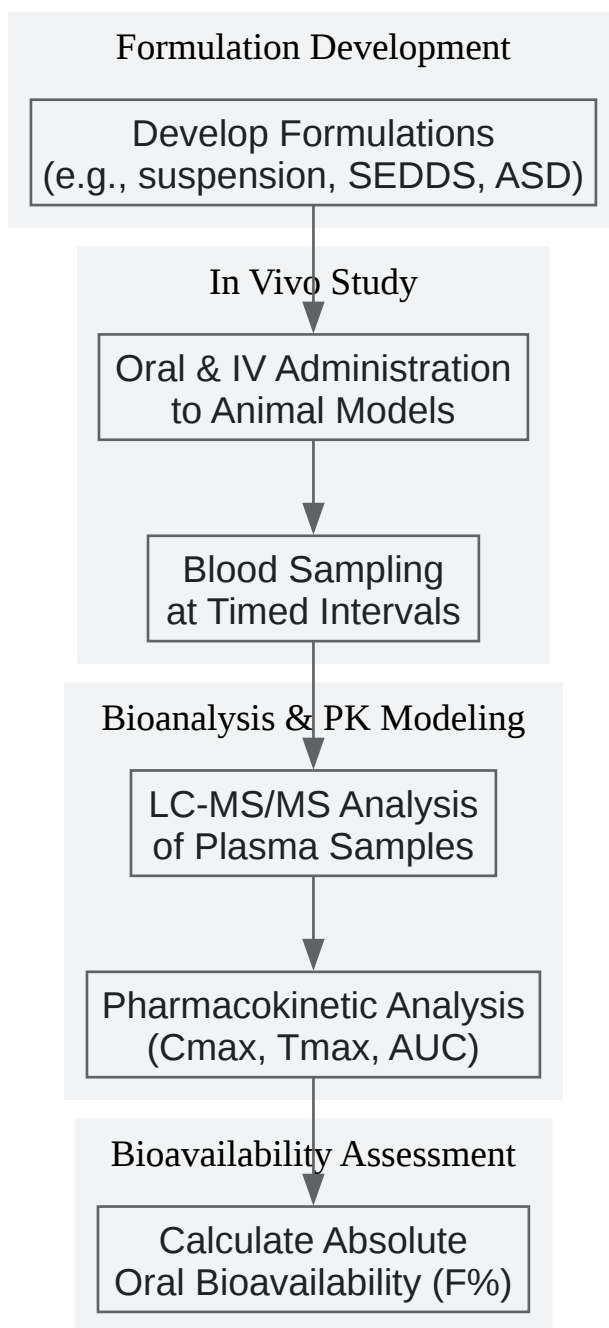 Formulation Development
Develop Formulations
(e.g., suspension, SEDDS, ASD)
In Vivo Study
Oral & IV Administration
to Animal Models
Blood Sampling
at Timed Intervals
Bioanalysis & PK Modeling
LC-MS/MS Analysis
of Plasma Samples
Pharmacokinetic Analysis
(Cmax, Tmax, AUC)
Bioavailability Assessment
Calculate Absolute
Oral Bioavailability (F%)